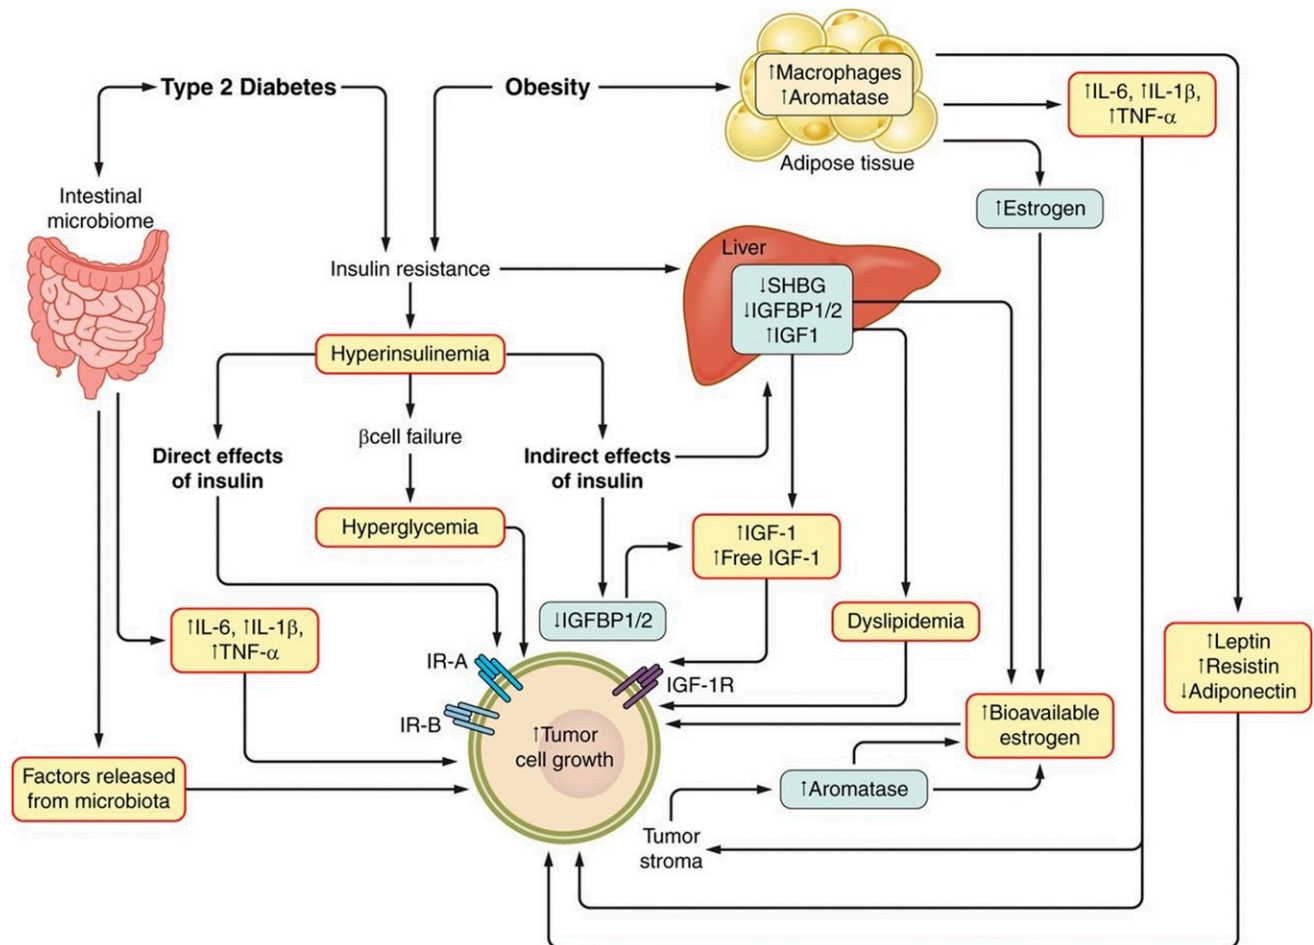 Type 2 Diabetes
Obesity
↑Macrophages
↑Aromatase
Adipose tissue
↑IL-6, ↑IL-1β,
↑TNF-α
↑Estrogen
Intestinal
microbiome
Insulin resistance
Liver
↓SHBG
↓IGFBP1/2
↑IGF1
Hyperinsulinemia
Direct effects
of insulin
βcell failure
Indirect effects
of insulin
Hyperglycemia
↑IGF-1
↑Free IGF-1
↓IGFBP1/2
Dyslipidemia
↑IL-6, ↑IL-1β,
↑TNF-α
↑Leptin
↑Resistin
↓Adiponectin
IR-A
IR-B
IGF-1R
↑Tumor
cell growth
↑Bioavailable
estrogen
Factors released
from microbiota
↑Aromatase
Tumor
stroma